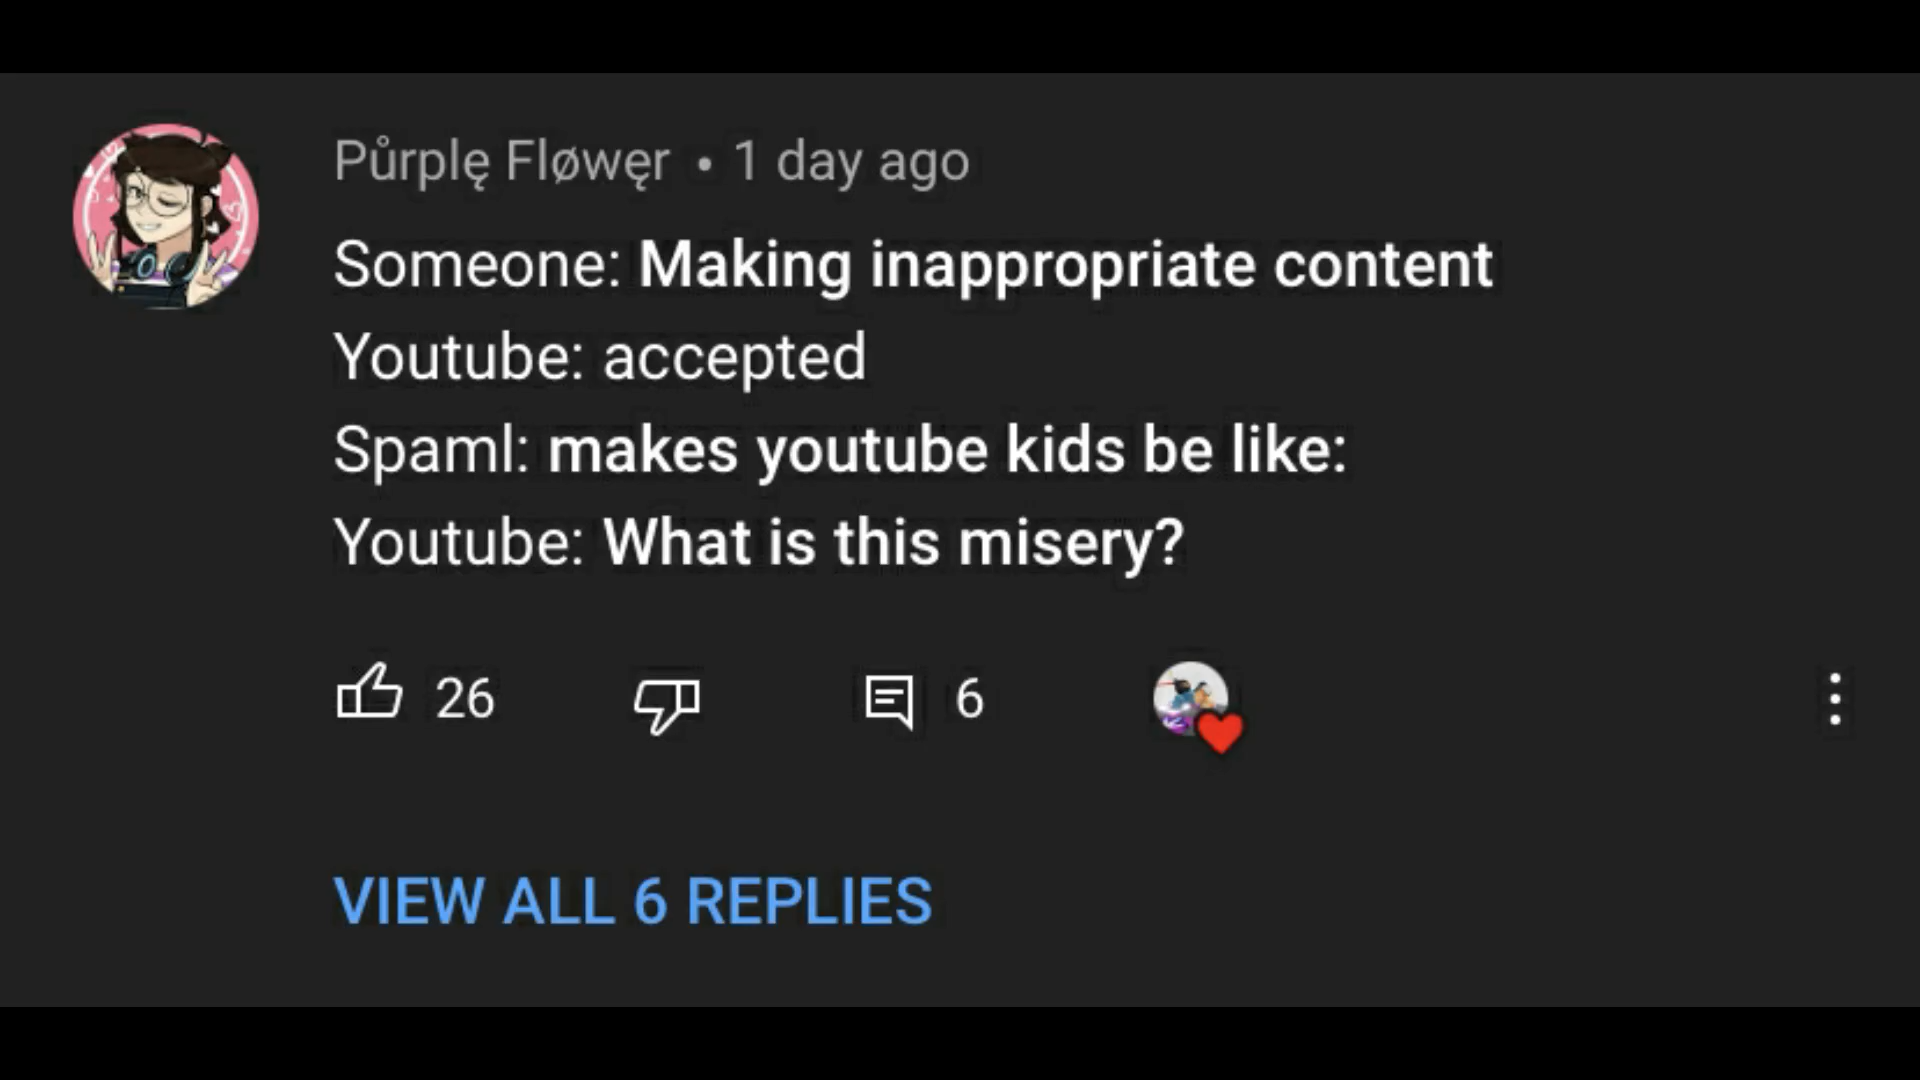 Půrplę Fløwęr • 1 day ago
Someone: Making inappropriate content
Youtube: accepted
Spaml: makes youtube kids be like:
Youtube: What is this misery?
26 6
VIEW ALL 6 REPLIES